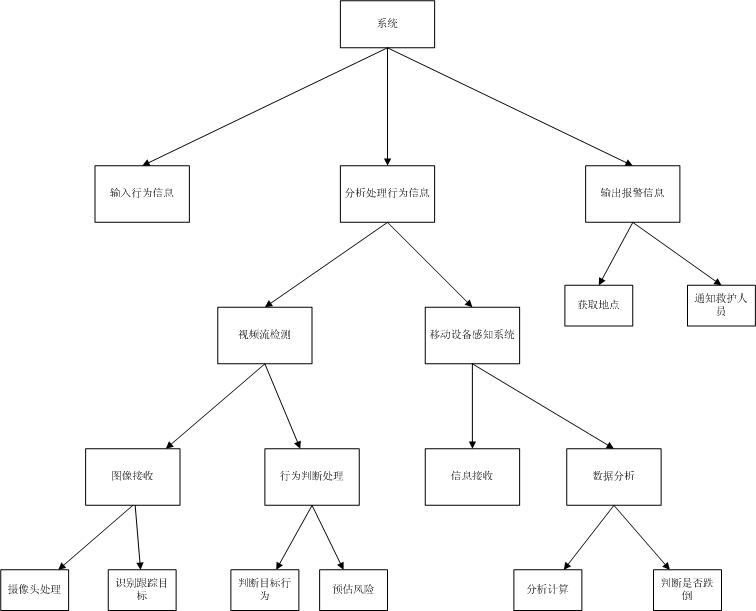 系统
输入行为信息
分析处理行为信息
输出报警信息
获取地点
通知救护人
员
视频流检测
移动设备感知系统
图像接收
行为判断处理
信息接收
数据分析
摄像头处理
识别跟踪目
标
判断目标行
为
预估风险
分析计算
判断是否跌
倒